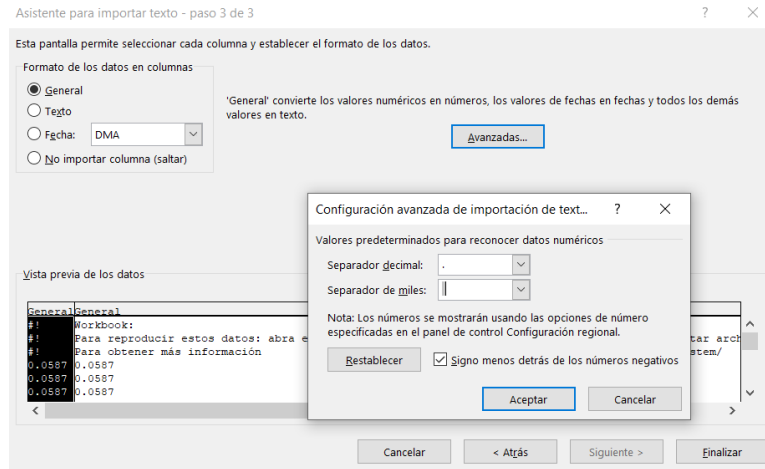 Asistente para importar texto - paso 3 de 3
Esta pantalla permite seleccionar cada columna y establecer el formato de los datos.
Formato de los datos en columnas
General
Texto
Fecha: DMA
No importar columna (saltar)
'General' convierte los valores numéricos en números, los valores de fechas en fechas y todos los demás
valores en texto.
Avanzadas...
Configuración avanzada de importación de text...
Valores predeterminados para reconocer datos numéricos
Separador decimal: .
Separador de miles:
Nota: Los números se mostrarán usando las opciones de número
especificadas en el panel de control Configuración regional.
Restablecer
Signo menos detrás de los números negativos
Aceptar
Cancelar
Vista previa de los datos
General General
#! Workbook:
#! Para reproducir estos datos: abra
#! Para obtener más información
0.0587 0.0587
0.0587 0.0587
0.0587 0.0587
Cancelar
< Atrás
Siguiente >
Finalizar